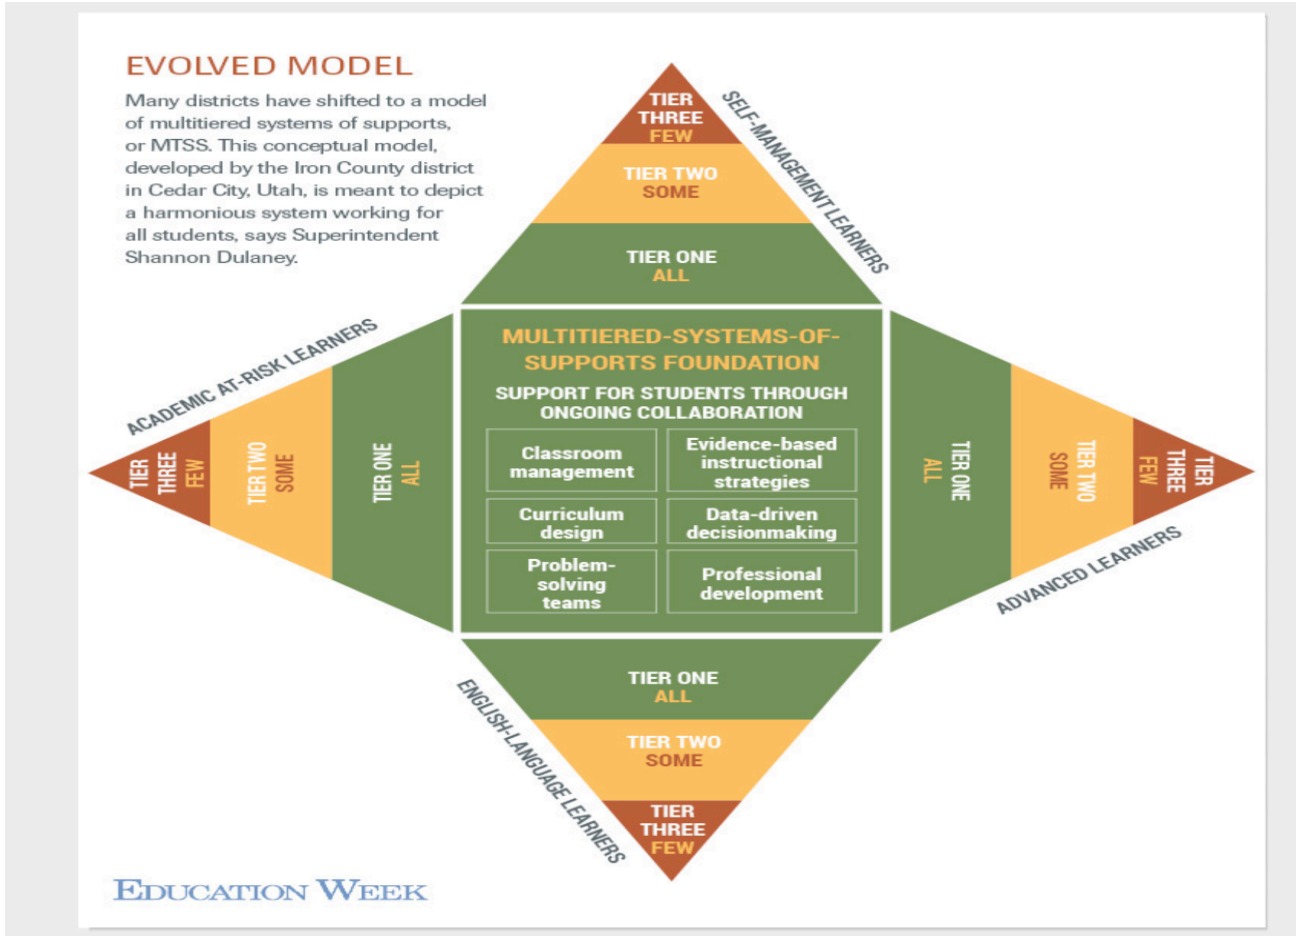 EVOLVED MODEL
Many districts have shifted to a model
of multitiered systems of supports,
or MTSS. This conceptual model,
developed by the Iron County district
in Cedar City, Utah, is meant to depict
a harmonious system working for
all students, says Superintendent
Shannon Dulaney.
TIER
THREE
FEW
TIER TWO
SOME
TIER ONE
ALL
SELF-MANAGEMENT LEARNERS
ACADEMIC AT-RISK LEARNERS
TIER
THREE
FEW
TIER TWO
SOME
TIER ONE
ALL
MULTITIERED-SYSTEMS-OF-
SUPPORTS FOUNDATION
SUPPORT FOR STUDENTS THROUGH
ONGOING COLLABORATION
Classroom
management
Evidence-based
instructional
strategies
Curriculum
design
Data-driven
decisionmaking
Problem-
solving
teams
Professional
development
TIER ONE
ALL
TIER TWO
SOME
TIER
THREE
FEW
ADVANCED LEARNERS
TIER ONE
ALL
TIER TWO
SOME
TIER
THREE
FEW
ENGLISH-LANGUAGE LEARNERS
EDUCATION WEEK